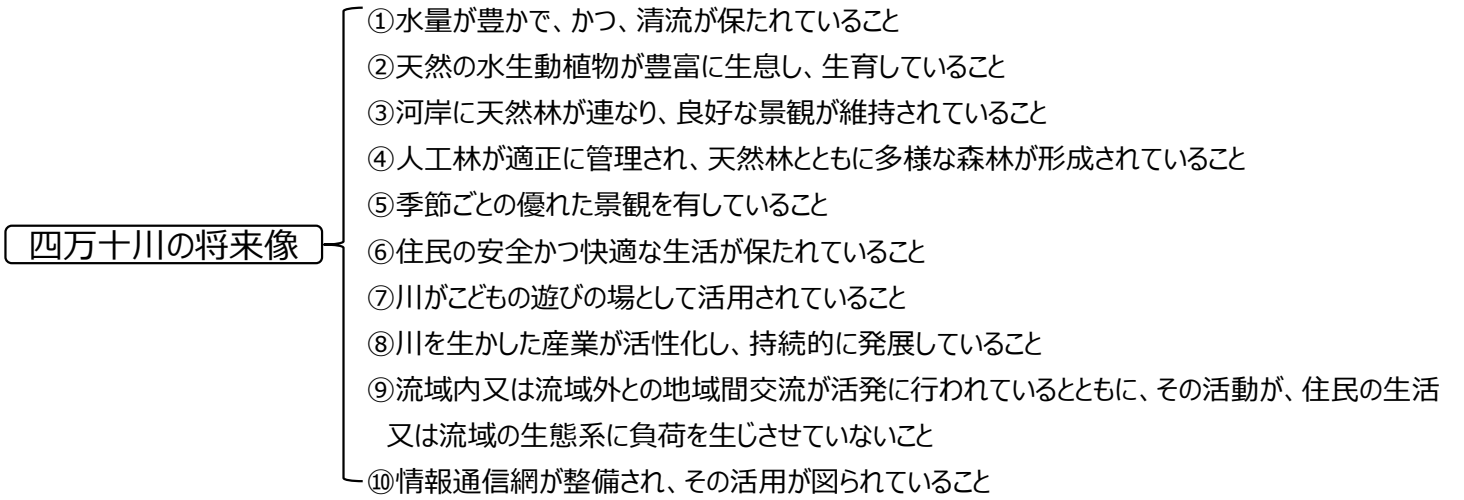 四万十川の将来像
①水量が豊かで、かつ、清流が保たれていること
②天然の水生動植物が豊富に生息し、生育していること
③河岸に天然林が連なり、良好な景観が維持されていること
④人工林が適正に管理され、天然林とともに多様な森林が形成されていること
⑤季節ごとの優れた景観を有していること
⑥住民の安全かつ快適な生活が保たれていること
⑦川がこどもの遊びの場として活用されていること
⑧川を生かした産業が活性化し、持続的に発展していること
⑨流域内又は流域外との地域間交流が活発に行われているとともに、その活動が、住民の生活
又は流域の生態系に負荷を生じさせていないこと
⑩情報通信網が整備され、その活用が図られていること